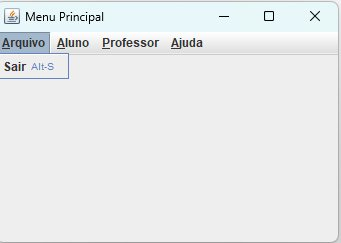 Menu Principal
Arquivo Aluno Professor Ajuda
Sair Alt-S